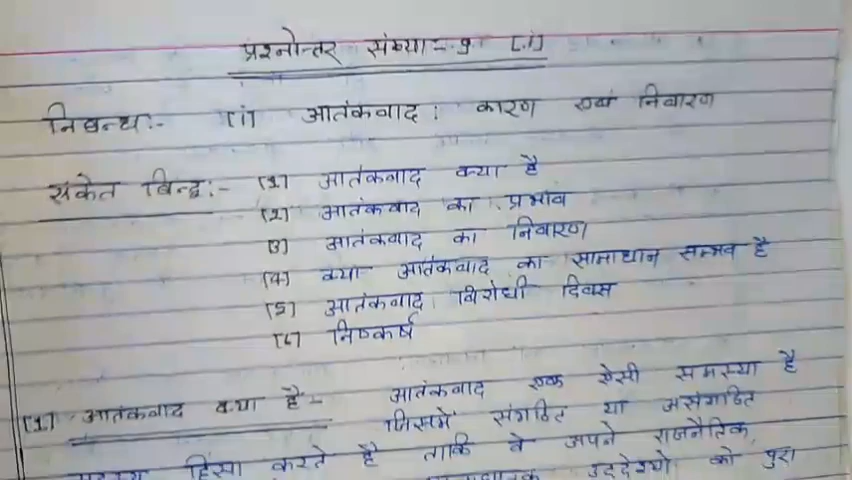 प्रश्नोत्तर संख्या - 9 [i]
निबन्ध :- [i] आतंकवाद : कारण एवं निवारण
संकेत बिन्दु :- [1] आतंकवाद क्या है
[2] आतंकवाद का प्रभाव
[3] आतंकवाद का निवारण
[4] क्या आतंकवाद का सामाधान सम्भव है
[5] आतंकवाद विरोधी दिवस
[6] निष्कर्ष
[1] आतंकवाद क्या है - आतंकवाद एक ऐसी समस्या है
जिसमें संगठित या असंगठित
हिंसा करते है ताकि वे अपने राजनैतिक,
उद्देश्यो को पुरा